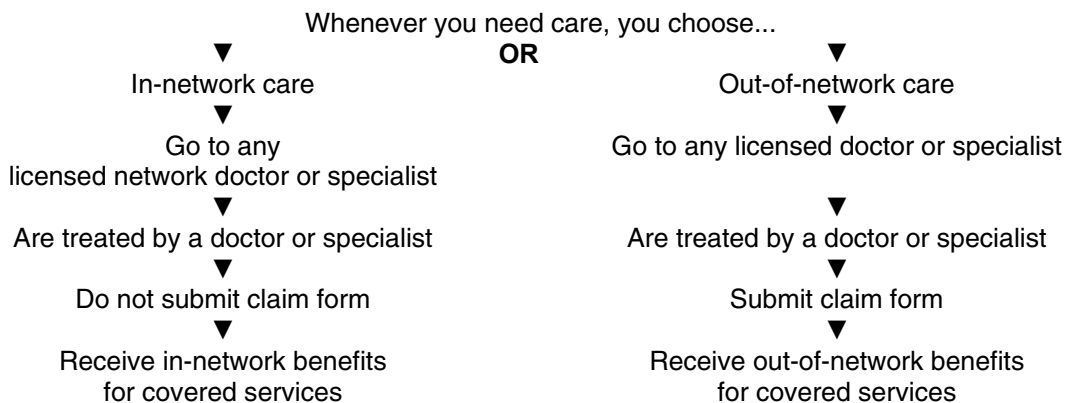 Whenever you need care, you choose...
▼ OR ▼
In-network care
Out-of-network care
▼ ▼
Go to any
licensed network doctor or specialist
Go to any licensed doctor or specialist
▼ ▼
Are treated by a doctor or specialist
Are treated by a doctor or specialist
▼ ▼
Do not submit claim form
Submit claim form
▼ ▼
Receive in-network benefits
for covered services
Receive out-of-network benefits
for covered services